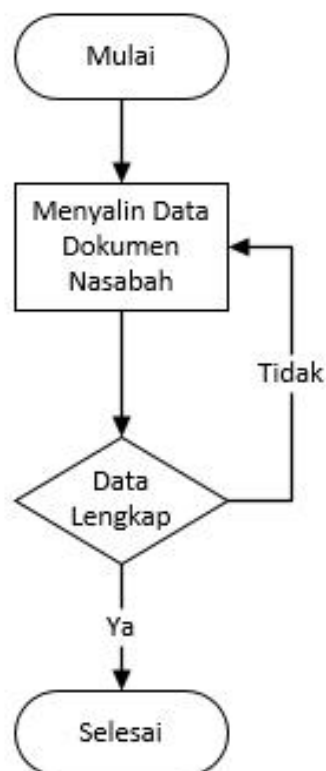 Mulai
Menyalin Data
Dokumen
Nasabah
Tidak
Data
Lengkap
Ya
Selesai